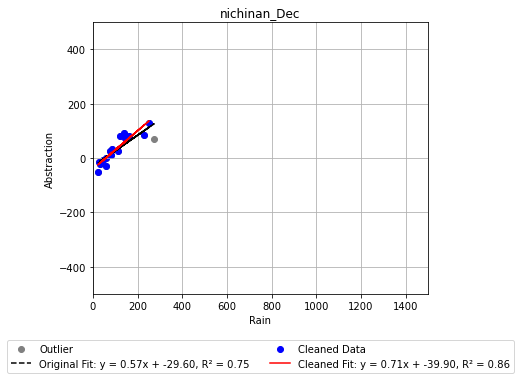 nichinan_Dec
400
200
0
−200
−400
Abstraction
0 200 400 600 800 1000 1200 1400
Rain
Outlier Cleaned Data
Original Fit: y = 0.57x + -29.60, R² = 0.75 Cleaned Fit: y = 0.71x + -39.90, R² = 0.86